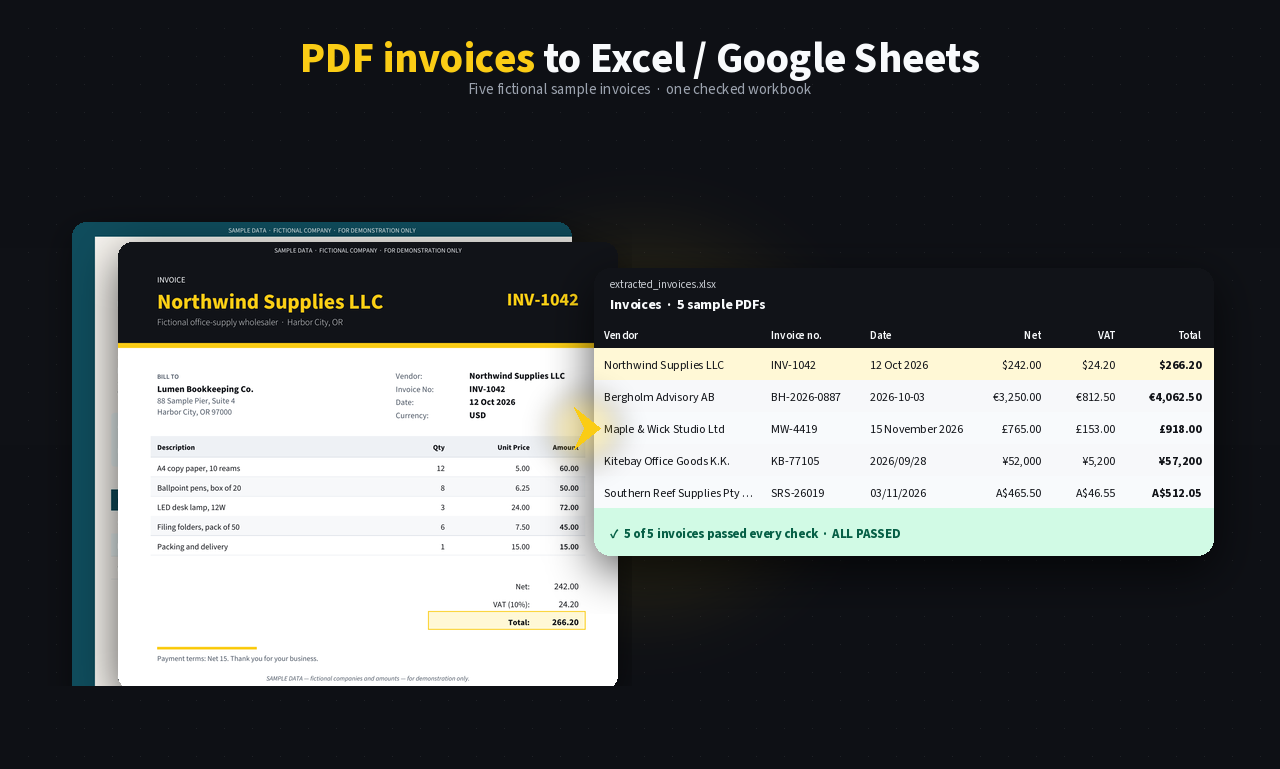 PDF invoices to Excel / Google Sheets
Five fictional sample invoices · one checked workbook
SAMPLE DATA · FICTIONAL COMPANY · FOR DEMONSTRATION ONLY
SAMPLE DATA · FICTIONAL COMPANY · FOR DEMONSTRATION ONLY
INVOICE
Northwind Supplies LLC INV-1042
Fictional office-supply wholesaler · Harbor City, OR
BILL TO
Lumen Bookkeeping Co.
88 Sample Pier, Suite 4
Harbor City, OR 97000
Vendor: Northwind Supplies LLC
Invoice No: INV-1042
Date: 12 Oct 2026
Currency: USD
Description Qty Unit Price Amount
A4 copy paper, 10 reams 12 5.00 60.00
Ballpoint pens, box of 20 8 6.25 50.00
LED desk lamp, 12W 3 24.00 72.00
Filing folders, pack of 50 6 7.50 45.00
Packing and delivery 1 15.00 15.00
Net: 242.00
VAT (10%): 24.20
Total: 266.20
Payment terms: Net 15. Thank you for your business.
SAMPLE DATA — fictional companies and amounts — for demonstration only.
extracted_invoices.xlsx
Invoices · 5 sample PDFs
Vendor Invoice no. Date Net VAT Total
Northwind Supplies LLC INV-1042 12 Oct 2026 $242.00 $24.20 $266.20
Bergholm Advisory AB BH-2026-0887 2026-10-03 €3,250.00 €812.50 €4,062.50
Maple & Wick Studio Ltd MW-4419 15 November 2026 £765.00 £153.00 £918.00
Kitebay Office Goods K.K. KB-77105 2026/09/28 ¥52,000 ¥5,200 ¥57,200
Southern Reef Supplies Pty … SRS-26019 03/11/2026 A$465.50 A$46.55 A$512.05
✓ 5 of 5 invoices passed every check · ALL PASSED